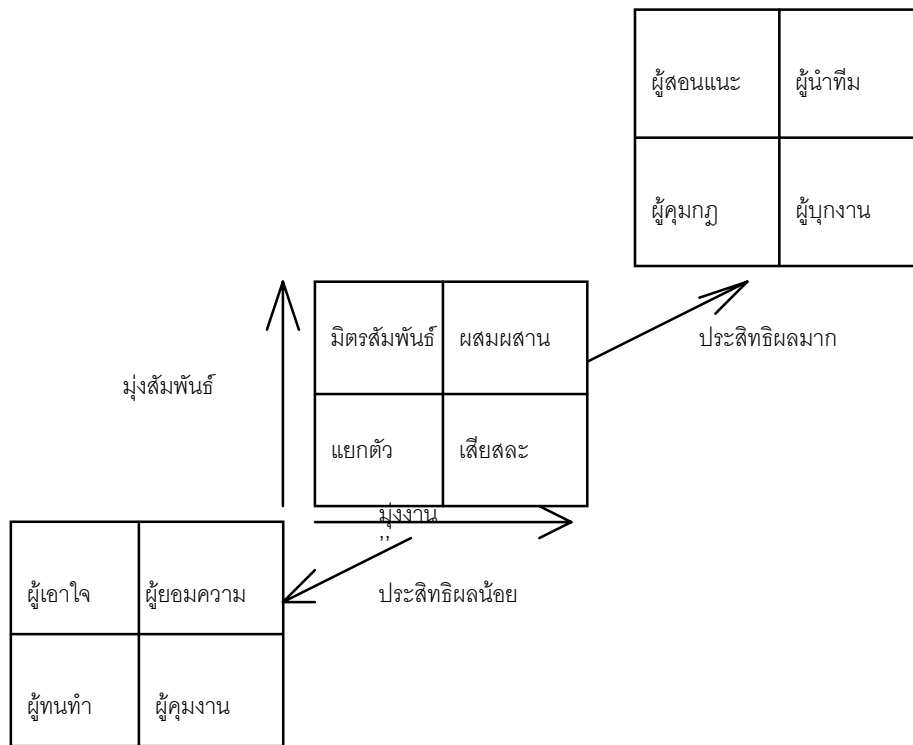 ผู้สอนแนะ ผู้นำทีม
ผู้คุมกฎ ผู้บุกงาน
มิตรสัมพันธ์ ผสมผสาน
ประสิทธิผลมาก
มุ่งสัมพันธ์
แยกตัว เสียสละ
มุ่งงาน
,,
ผู้เอาใจ ผู้ยอมความ
ประสิทธิผลน้อย
ผู้ทนทำ ผู้คุมงาน